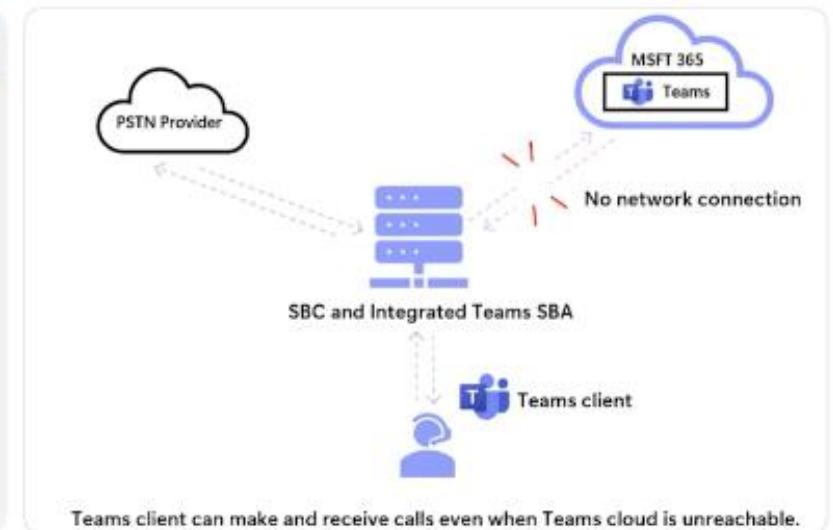 MSFT 365
Teams
PSTN Provider
No network connection
SBC and Integrated Teams SBA
Teams client
Teams client can make and receive calls even when Teams cloud is unreachable.